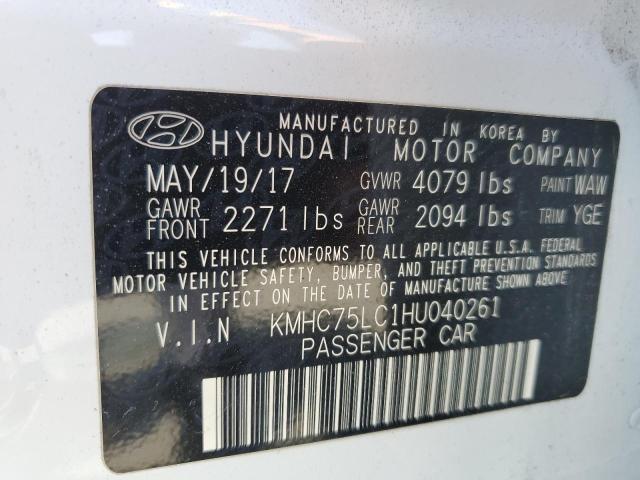 MANUFACTURED IN KOREA BY
HYUNDAI MOTOR COMPANY
MAY/19/17 GVWR 4079 lbs PAINT WAW
GAWR FRONT 2271 lbs GAWR REAR 2094 lbs TRIM YGE
THIS VEHICLE CONFORMS TO ALL APPLICABLE U.S.A. FEDERAL
MOTOR VEHICLE SAFETY, BUMPER, AND THEFT PREVENTION STANDARDS
IN EFFECT ON THE DATE OF MANUFACTURE SHOWN ABOVE.
V.I.N KMHC75LC1HU040261
PASSENGER CAR